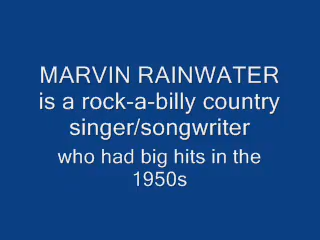 MARVIN RAINWATER
is a rock-a-billy country
singer/songwriter
who had big hits in the
1950s